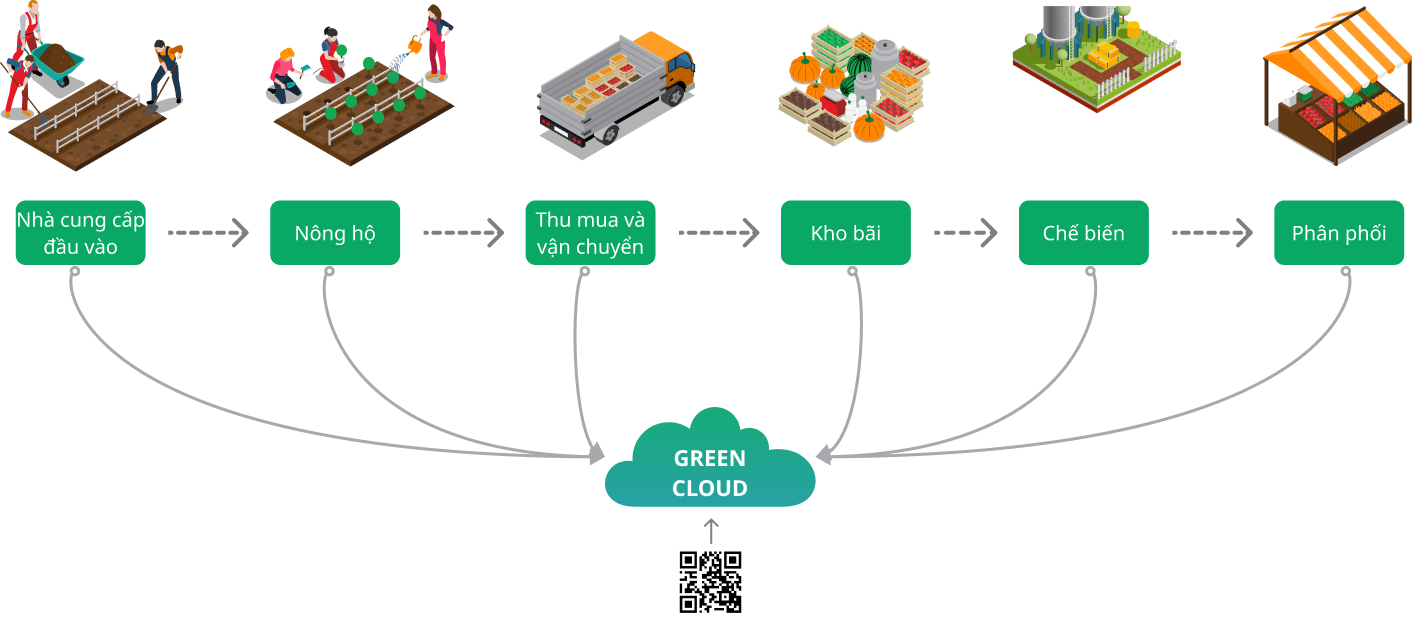 Nhà cung cấp
đầu vào
Nông hộ
Thu mua và
vận chuyển
Kho bãi
Chế biến
Phân phối
GREEN
CLOUD